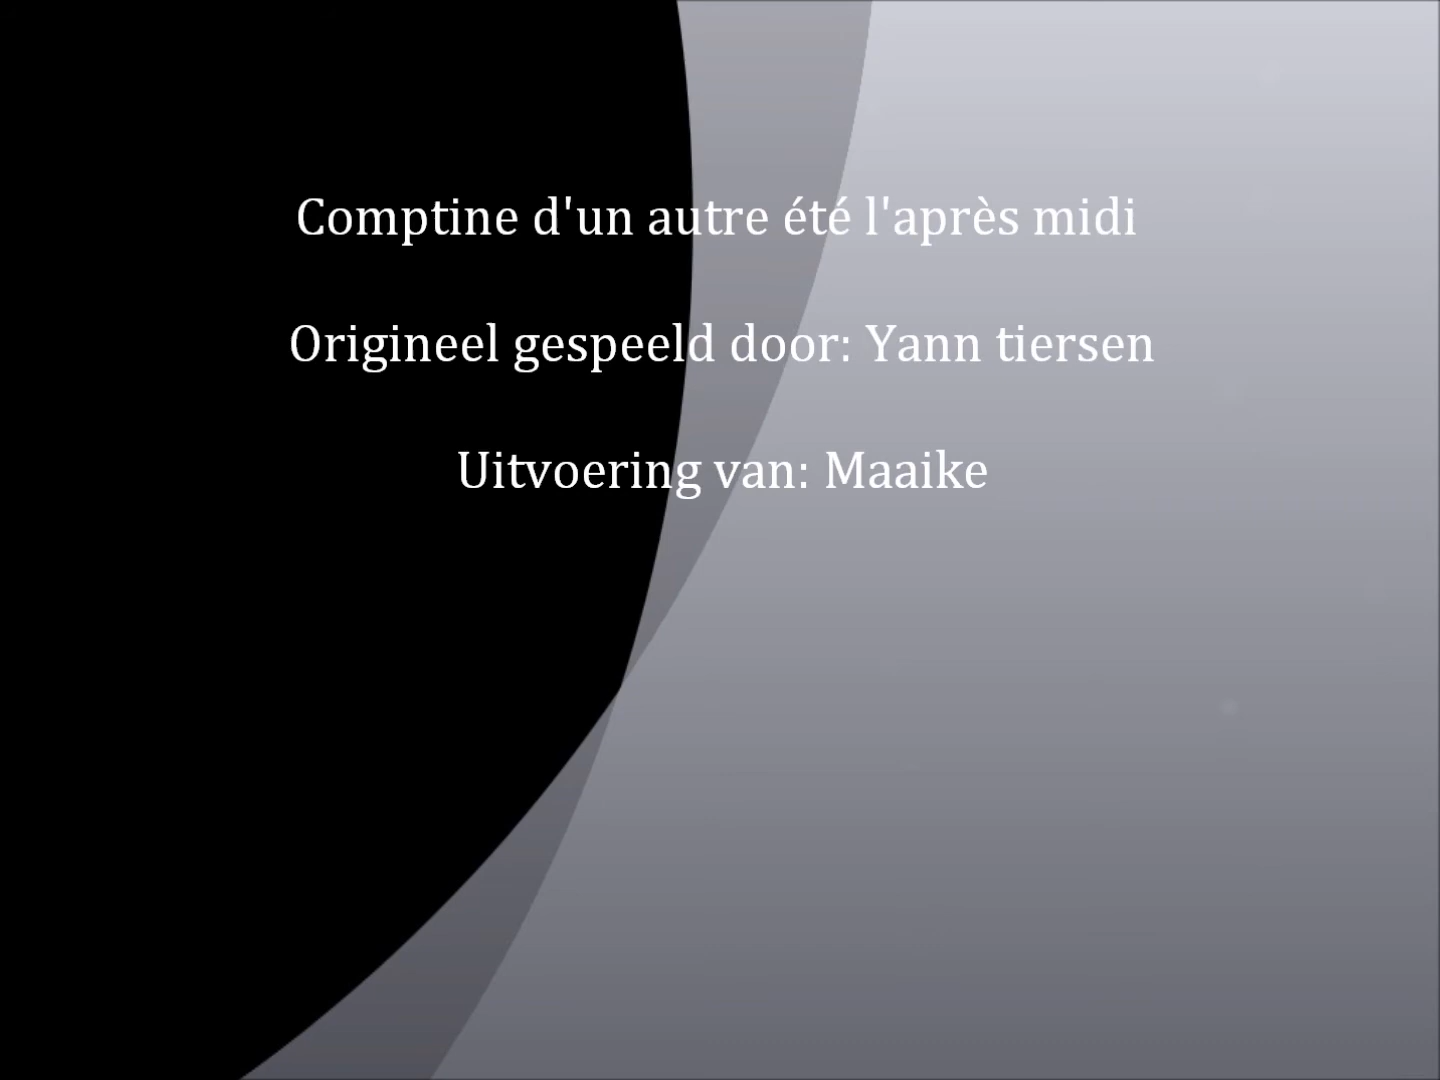 Comptine d'un autre été l'après midi
Origineel gespeeld door: Yann tiersen
Uitvoering van: Maaike